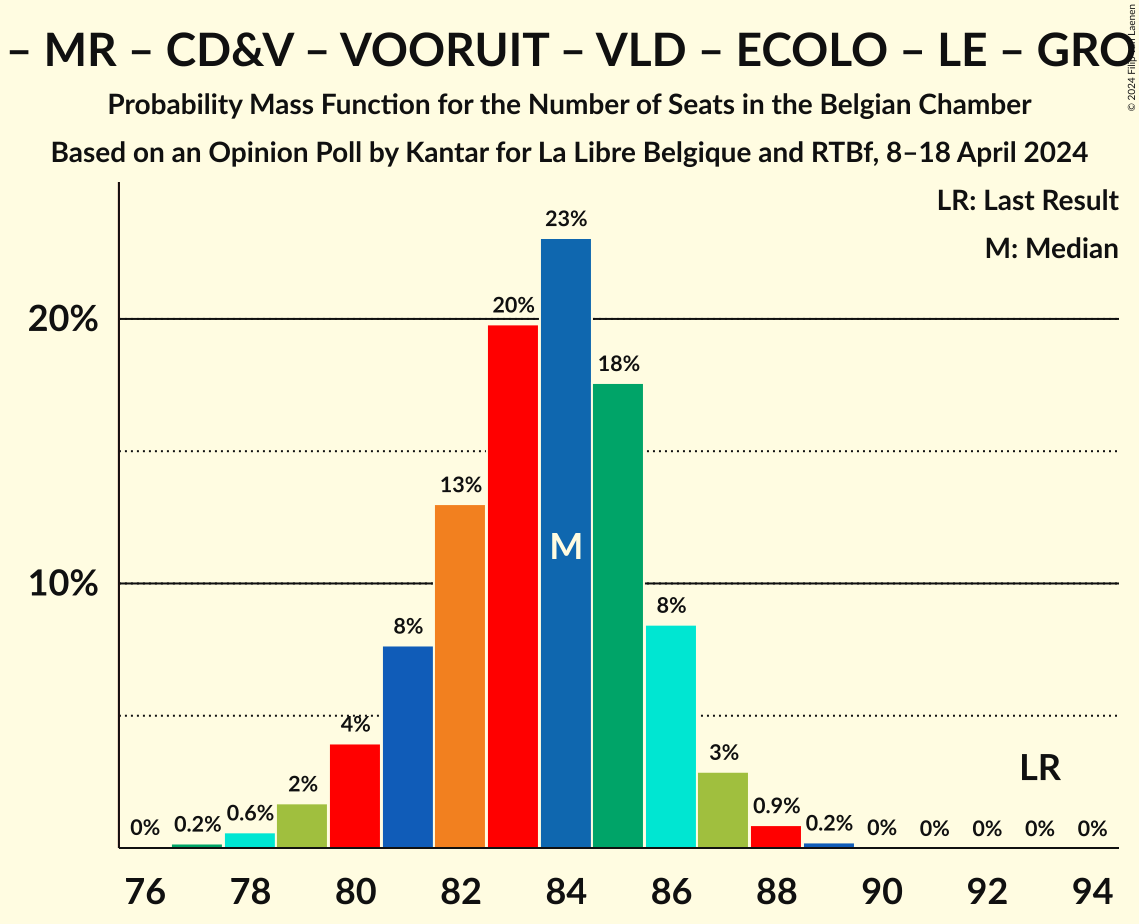 – MR – CD&V – VOORUIT – VLD – ECOLO – LE – GRO
Probability Mass Function for the Number of Seats in the Belgian Chamber
Based on an Opinion Poll by Kantar for La Libre Belgique and RTBf, 8–18 April 2024
© 2024 Filip van Laenen
LR: Last Result
M: Median
20%
10%
0%
0.2%
0.6%
2%
4%
8%
13%
20%
23%
M
18%
8%
3%
0.9%
0.2%
0%
0%
0%
LR
0%
0%
76 78 80 82 84 86 88 90 92 94